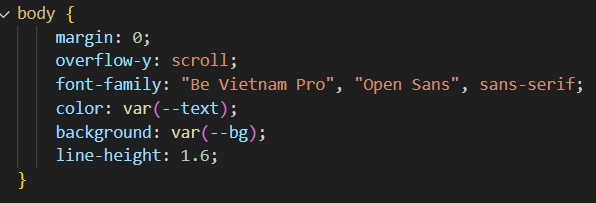 body {
margin: 0;
overflow-y: scroll;
font-family: "Be Vietnam Pro", "Open Sans", sans-serif;
color: var(--text);
background: var(--bg);
line-height: 1.6;
}